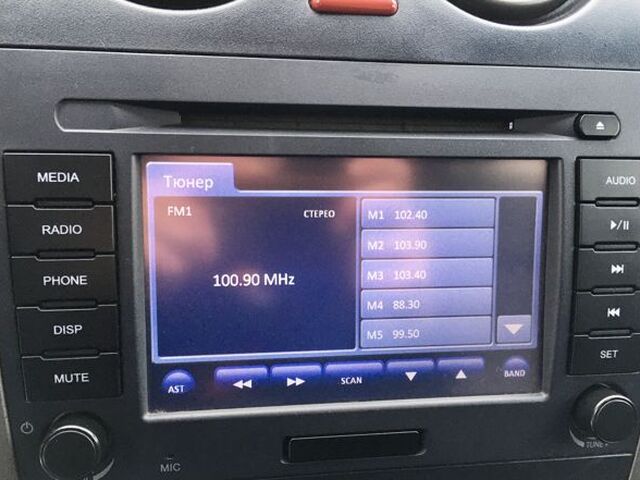 MEDIA
RADIO
PHONE
DISP
MUTE
MIC
Тюнер
FM1
СТЕРЕО
100.90 MHz
M1 102.40
M2 103.90
M3 103.40
M4 88.30
M5 99.50
AST
SCAN
BAND
AUDIO
SET
TUNE